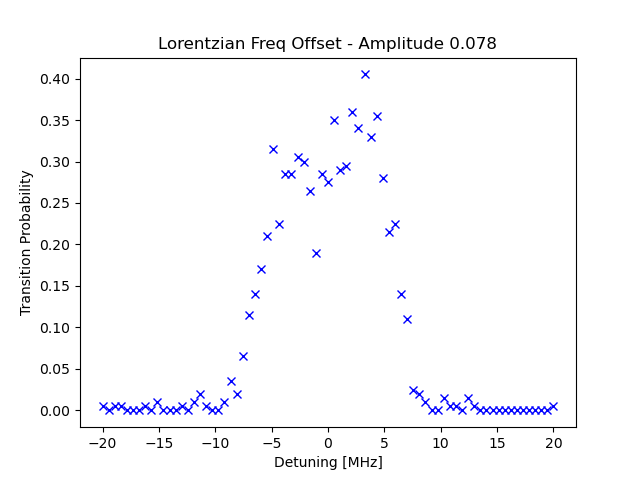 Lorentzian Freq Offset - Amplitude 0.078
0.40
0.35
0.30
0.25
0.20
0.15
0.10
0.05
0.00
Transition Probability
−20 −15 −10 −5 0 5 10 15 20
Detuning [MHz]